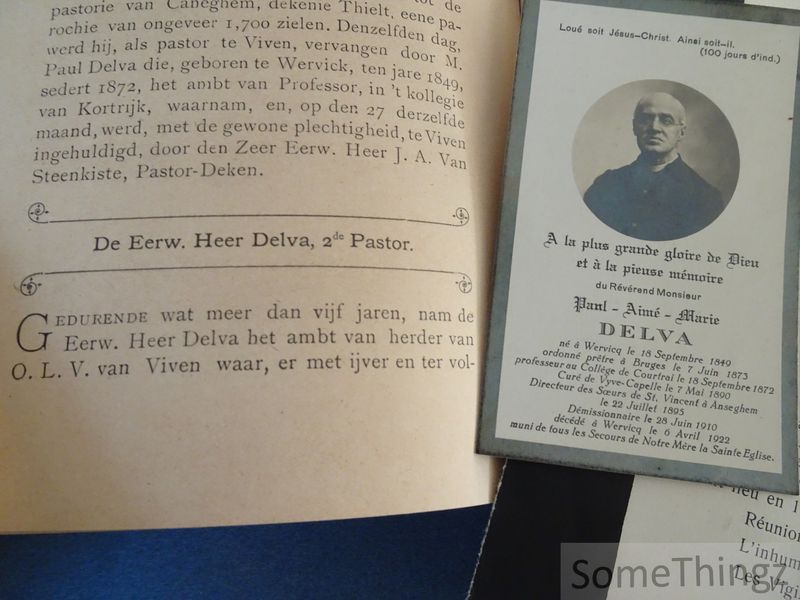 pastorie van Caneghem, dekenie Thielt, eene pa-
rochie van ongeveer 1,700 zielen. Denzelfden dag,
werd hij, als pastor te Viven, vervangen door M.
Paul Delva die, geboren te Wervick, ten jare 1849,
sedert 1872, het ambt van Professor, in 't kollegie
van Kortrijk, waarnam, en, op den 27 derzelfde
maand, werd, met de gewone plechtigheid, te Viven
ingehuldigd, door den Zeer Eerw. Heer J. A. Van
Steenkiste, Pastor-Deken.
De Eerw. Heer Delva, 2de Pastor.
GEDURENDE wat meer dan vijf jaren, nam de
Eerw. Heer Delva het ambt van herder van
O. L. V. van Viven waar, er met ijver en ter vol-
Loué soit Jésus-Christ. Ainsi soit-il.
(100 jours d'ind.)
A la plus grande gloire de Dieu
et à la pieuse mémoire
du Révérend Monsieur
Paul - Aimé - Marie
DELVA
né à Wervicq le 18 Septembre 1849
ordonné prêtre à Bruges le 7 Juin 1873
professeur au Collège de Courtrai le 18 Septembre 1872
Curé de Vyve-Capelle le 7 Mai 1890
Directeur des Sœurs de St. Vincent à Anseghem
le 22 Juillet 1895
Démissionnaire le 28 Juin 1910
décédé à Wervicq le 6 Avril 1922
muni de tous les Secours de Notre Mère la Sainte Eglise.
lieu en l
Réunion
L'inhum
Les Vigi
SomeThingz